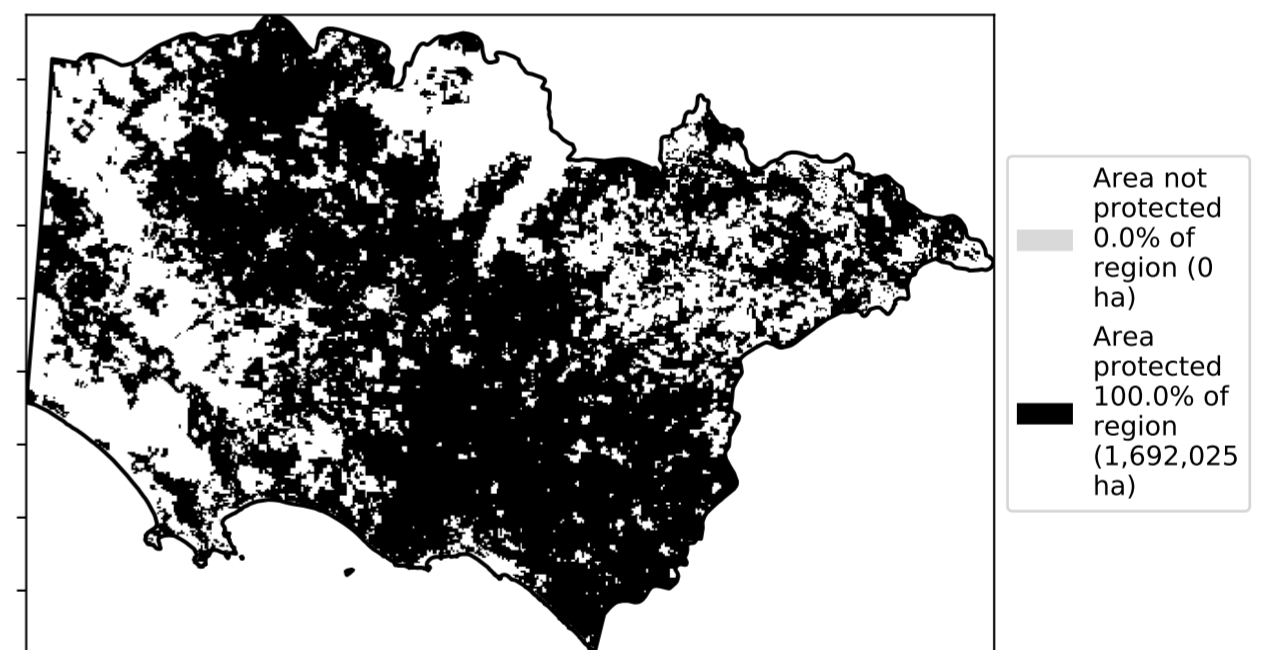 Area not
protected
0.0% of
region (0
ha)
Area
protected
100.0% of
region
(1,692,025
ha)